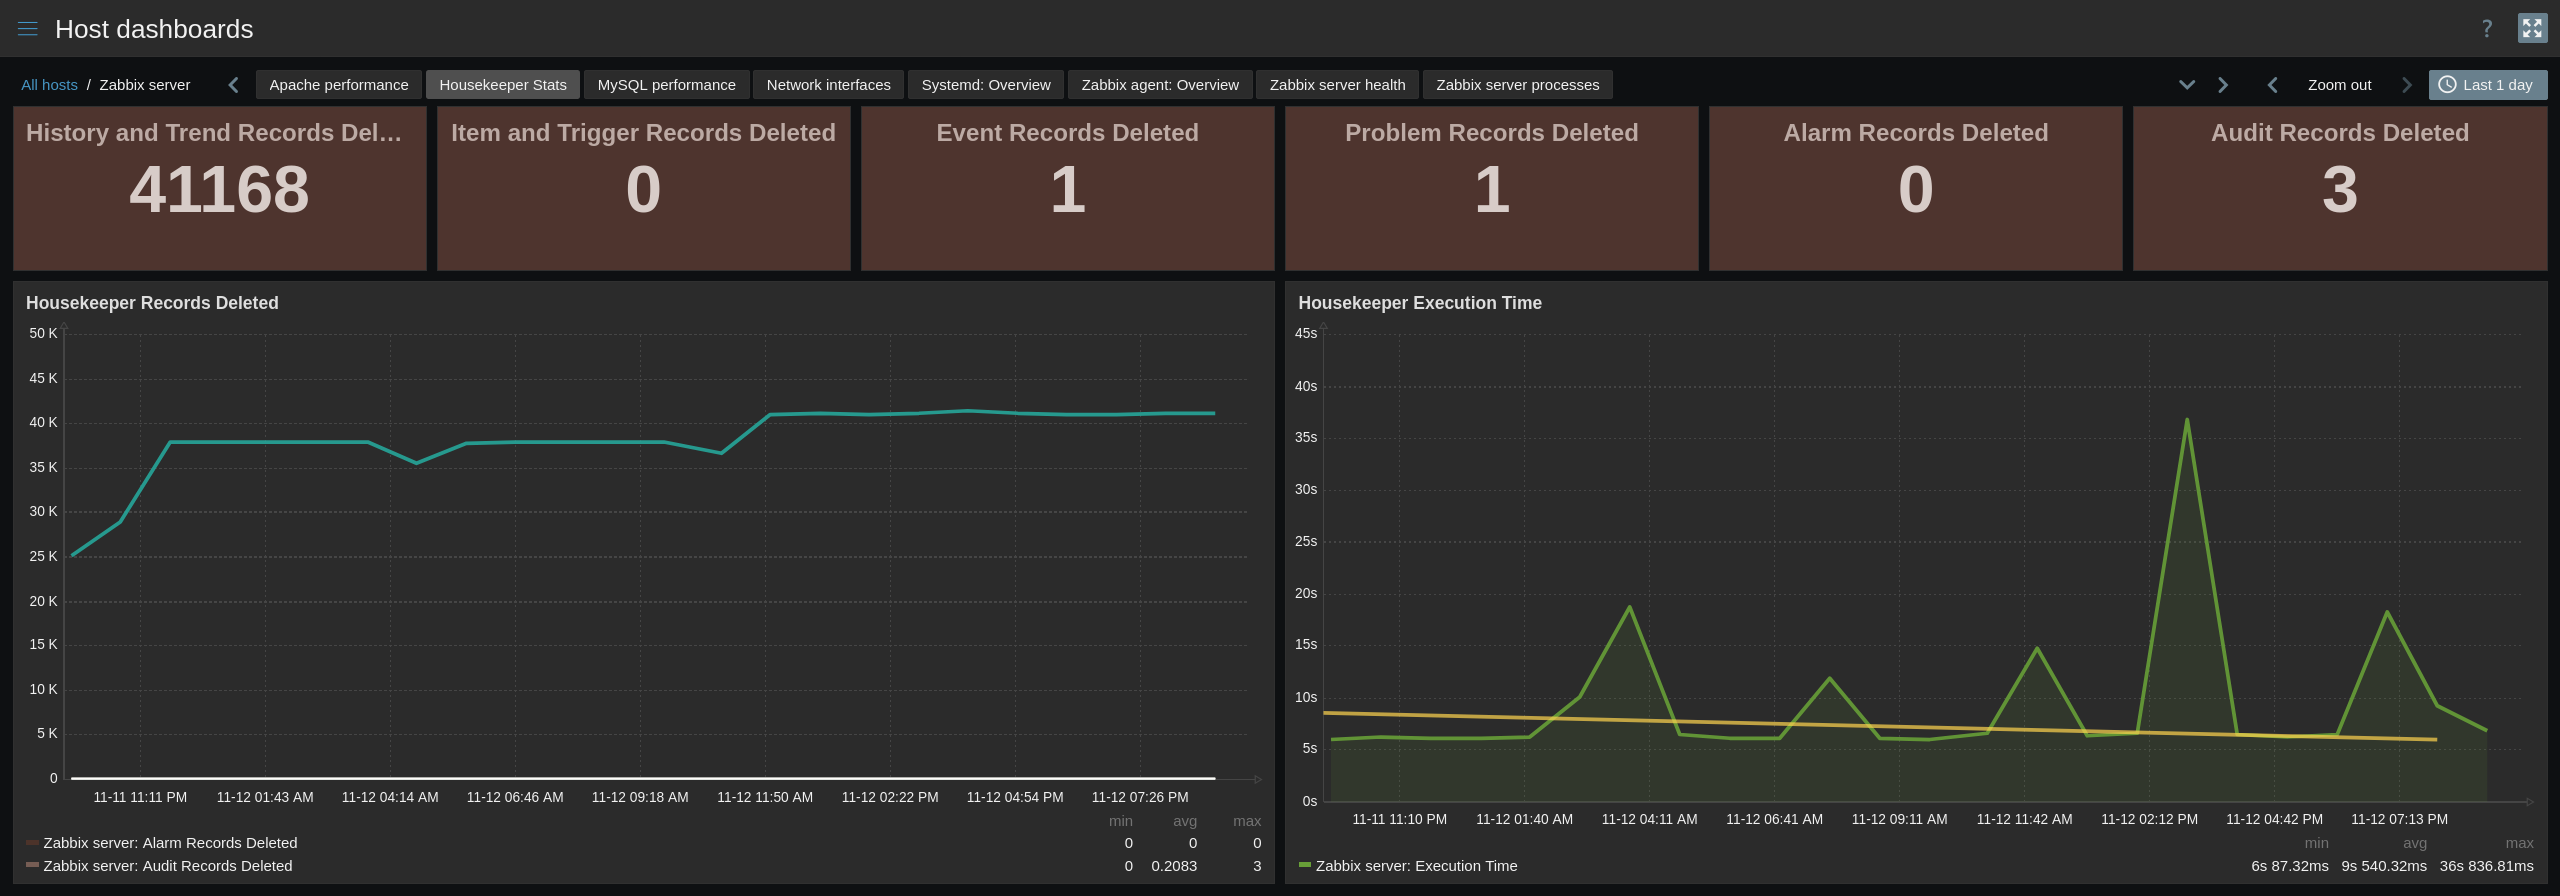 Host dashboards ?
All hosts / Zabbix server Apache performance Housekeeper Stats MySQL performance Network interfaces Systemd: Overview Zabbix agent: Overview Zabbix server health Zabbix server processes Zoom out Last 1 day
History and Trend Records Del... Item and Trigger Records Deleted Event Records Deleted Problem Records Deleted Alarm Records Deleted Audit Records Deleted
41168 0 1 1 0 3
Housekeeper Records Deleted
50 K
45 K
40 K
35 K
30 K
25 K
20 K
15 K
10 K
5 K
0
11-11 11:11 PM 11-12 01:43 AM 11-12 04:14 AM 11-12 06:46 AM 11-12 09:18 AM 11-12 11:50 AM 11-12 02:22 PM 11-12 04:54 PM 11-12 07:26 PM
min avg max
Zabbix server: Alarm Records Deleted 0 0 0
Zabbix server: Audit Records Deleted 0 0.2083 3
Housekeeper Execution Time
45s
40s
35s
30s
25s
20s
15s
10s
5s
0s
11-11 11:10 PM 11-12 01:40 AM 11-12 04:11 AM 11-12 06:41 AM 11-12 09:11 AM 11-12 11:42 AM 11-12 02:12 PM 11-12 04:42 PM 11-12 07:13 PM
min avg max
Zabbix server: Execution Time 6s 87.32ms 9s 540.32ms 36s 836.81ms